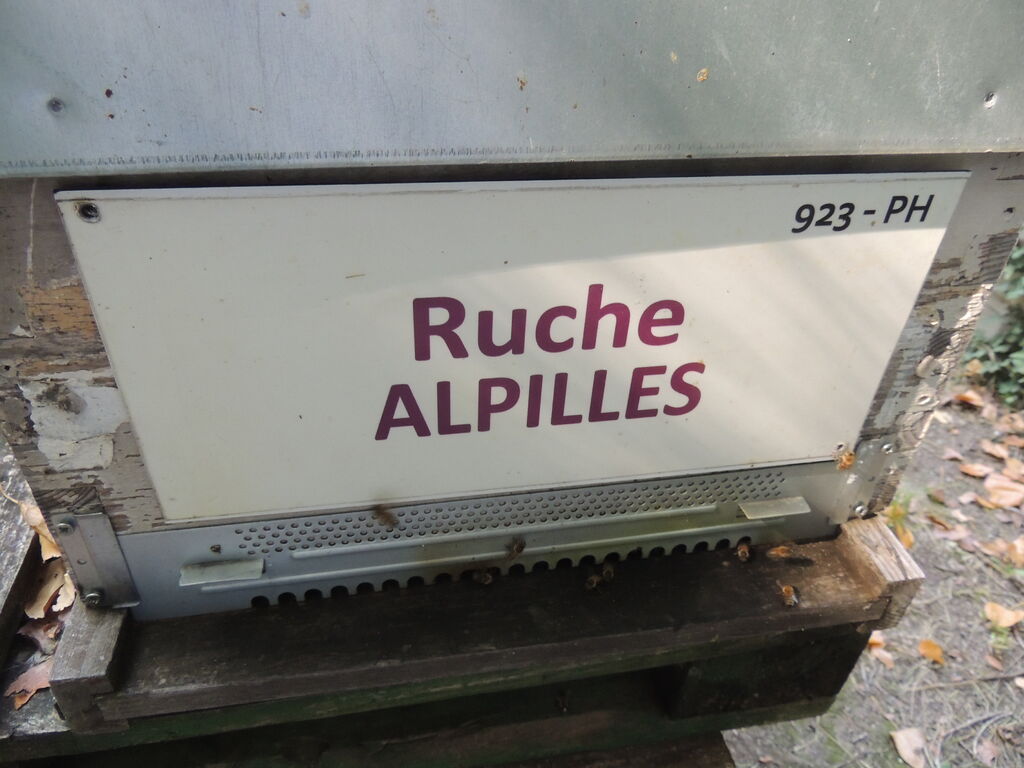 923 - PH
Ruche
ALPILLES